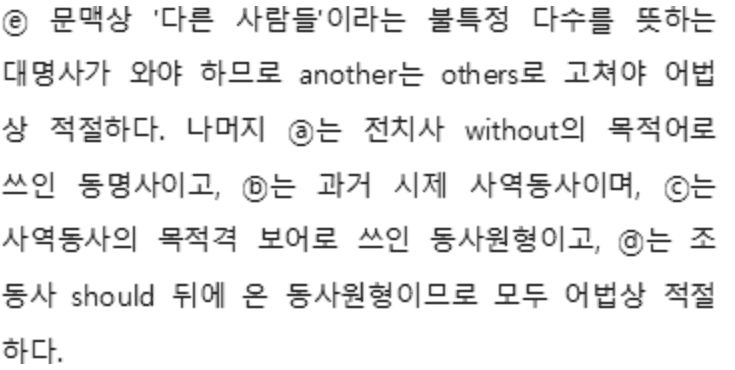 ⓔ 문맥상 '다른 사람들'이라는 불특정 다수를 뜻하는
대명사가 와야 하므로 another는 others로 고쳐야 어법
상 적절하다. 나머지 ⓐ는 전치사 without의 목적어로
쓰인 동명사이고, ⓑ는 과거 시제 사역동사이며, ⓒ는
사역동사의 목적격 보어로 쓰인 동사원형이고, ⓓ는 조
동사 should 뒤에 온 동사원형이므로 모두 어법상 적절
하다.